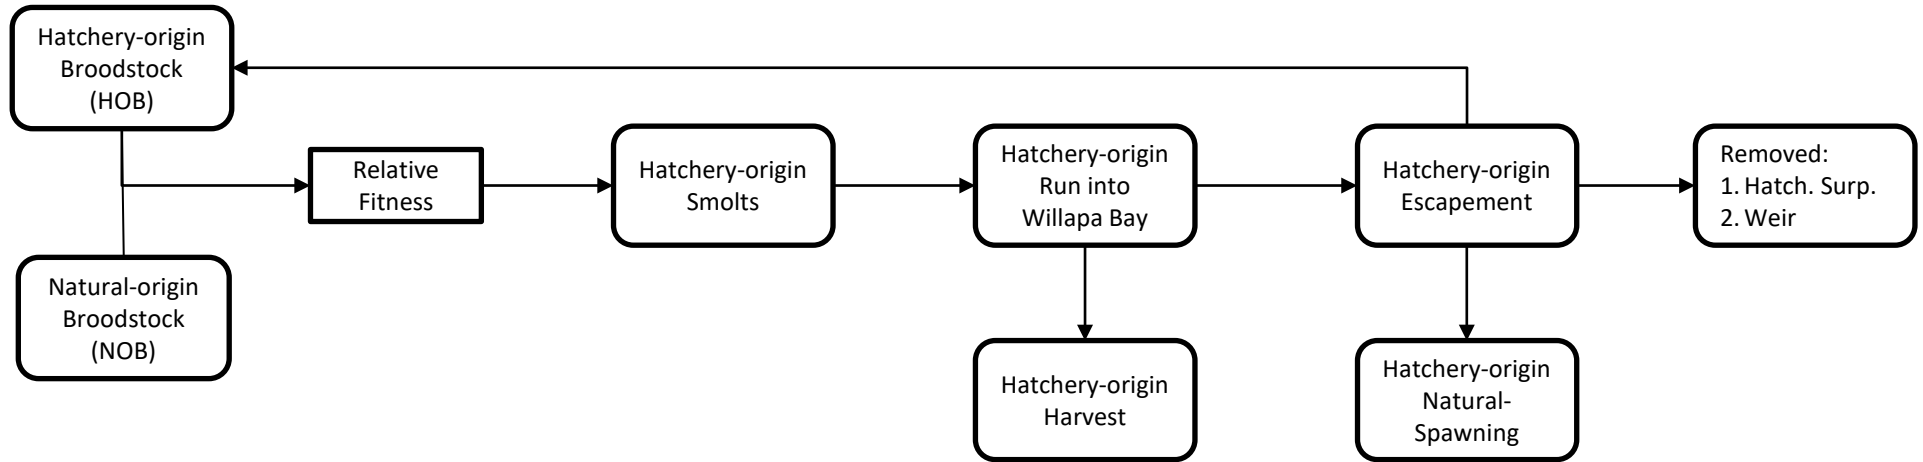 Hatchery-origin
Broodstock
(HOB)
Natural-origin
Broodstock
(NOB)
Relative
Fitness
Hatchery-origin
Smolts
Hatchery-origin
Run into
Willapa Bay
Hatchery-origin
Harvest
Hatchery-origin
Escapement
Hatchery-origin
Natural-
Spawning
Removed:
1. Hatch. Surp.
2. Weir